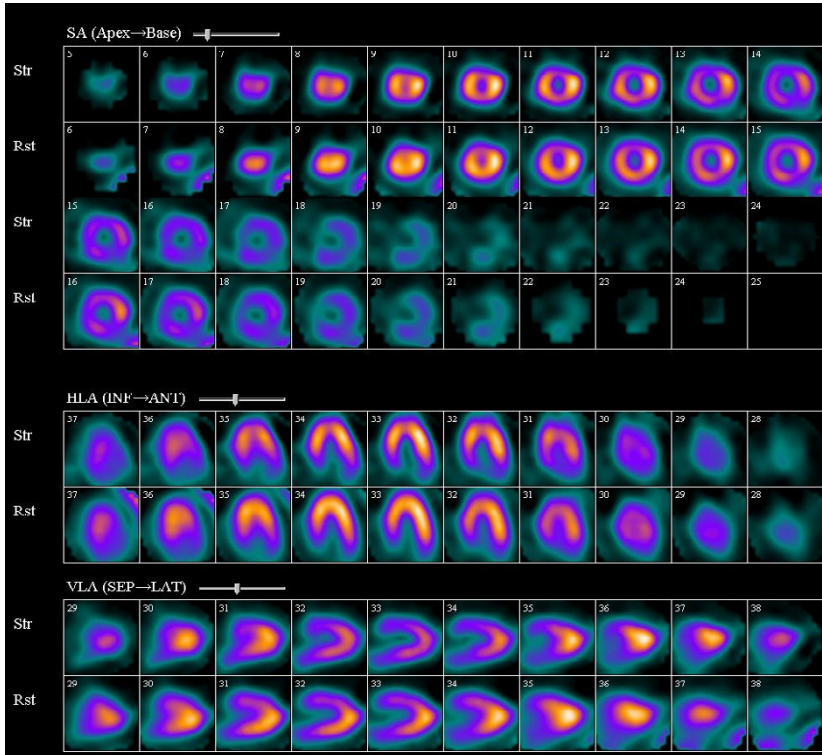 SA (Apex→Base)
Str 5 6 7 8 9 10 11 12 13 14
Rst 6 7 8 9 10 11 12 13 14 15
Str 15 16 17 18 19 20 21 22 23 24
Rst 16 17 18 19 20 21 22 23 24 25
HLA (INF→ANT)
Str 37 36 35 34 33 32 31 30 29 28
Rst 37 36 35 34 33 32 31 30 29 28
VLA (SEP→LAT)
Str 29 30 31 32 33 34 35 36 37 38
Rst 29 30 31 32 33 34 35 36 37 38